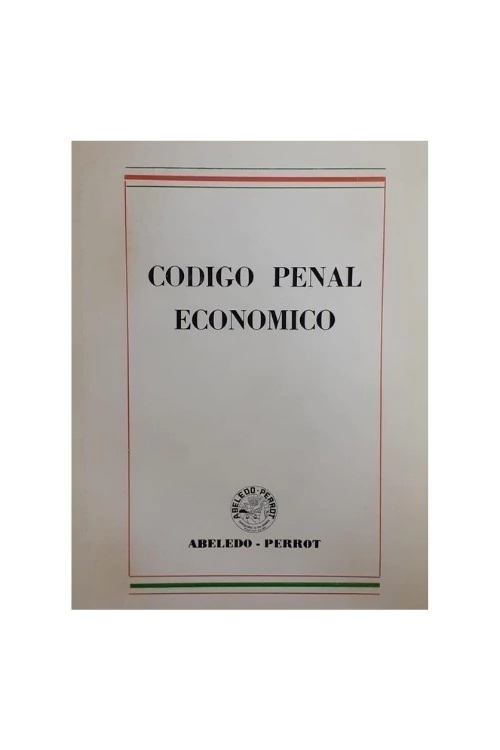 CODIGO PENAL
ECONOMICO
ABELEDO-PERROT
ABELEDO - PERROT